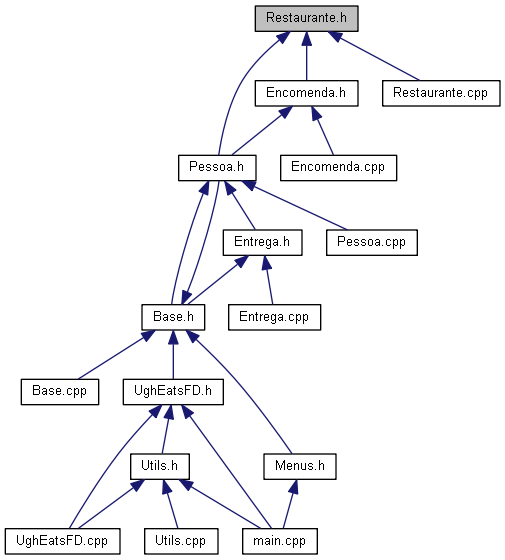 Restaurante.h
Encomenda.h
Restaurante.cpp
Pessoa.h
Encomenda.cpp
Entrega.h
Pessoa.cpp
Base.h
Entrega.cpp
Base.cpp
UghEatsFD.h
Utils.h
Menus.h
UghEatsFD.cpp
Utils.cpp
main.cpp